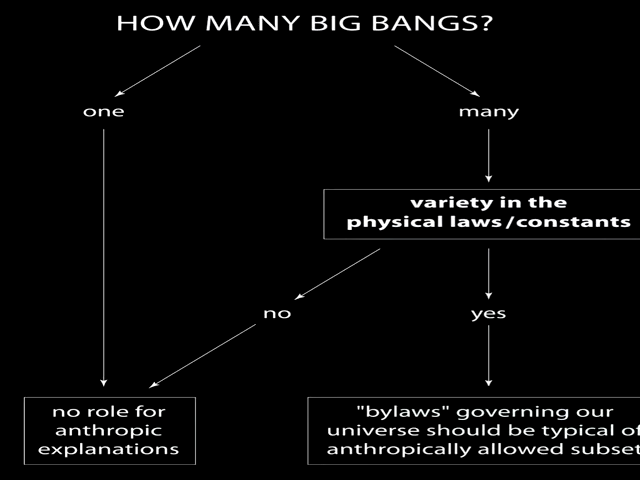 HOW MANY BIG BANGS?
one
many
variety in the
physical laws/constants
no
yes
no role for
anthropic
explanations
"bylaws" governing our
universe should be typical of
anthropically allowed subset